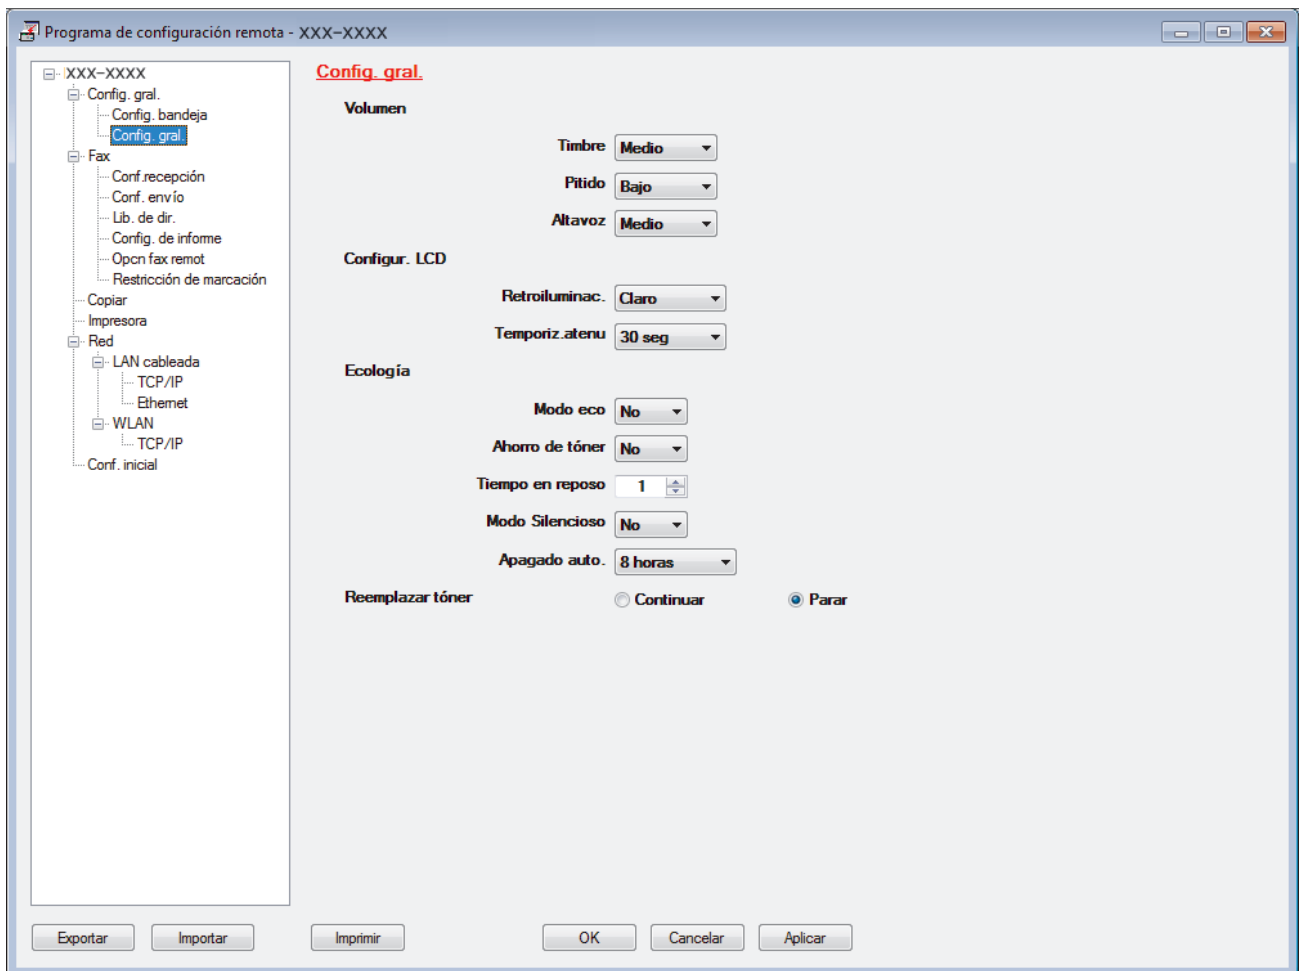 Programa de configuración remota - XXX-XXXX
XXX-XXXX
Config. gral.
Config. bandeja
Config. gral.
Fax
Conf.recepción
Conf. envío
Lib. de dir.
Config. de informe
Opcn fax remot
Restricción de marcación
Copiar
Impresora
Red
LAN cableada
TCP/IP
Ethernet
WLAN
TCP/IP
Conf. inicial
Config. gral.
Volumen
Timbre Medio
Pitido Bajo
Altavoz Medio
Configur. LCD
Retroiluminac. Claro
Temporiz.atenu 30 seg
Ecología
Modo eco No
Ahorro de tóner No
Tiempo en reposo 1
Modo Silencioso No
Apagado auto. 8 horas
Reemplazar tóner Continuar Parar
Exportar Importar Imprimir OK Cancelar Aplicar